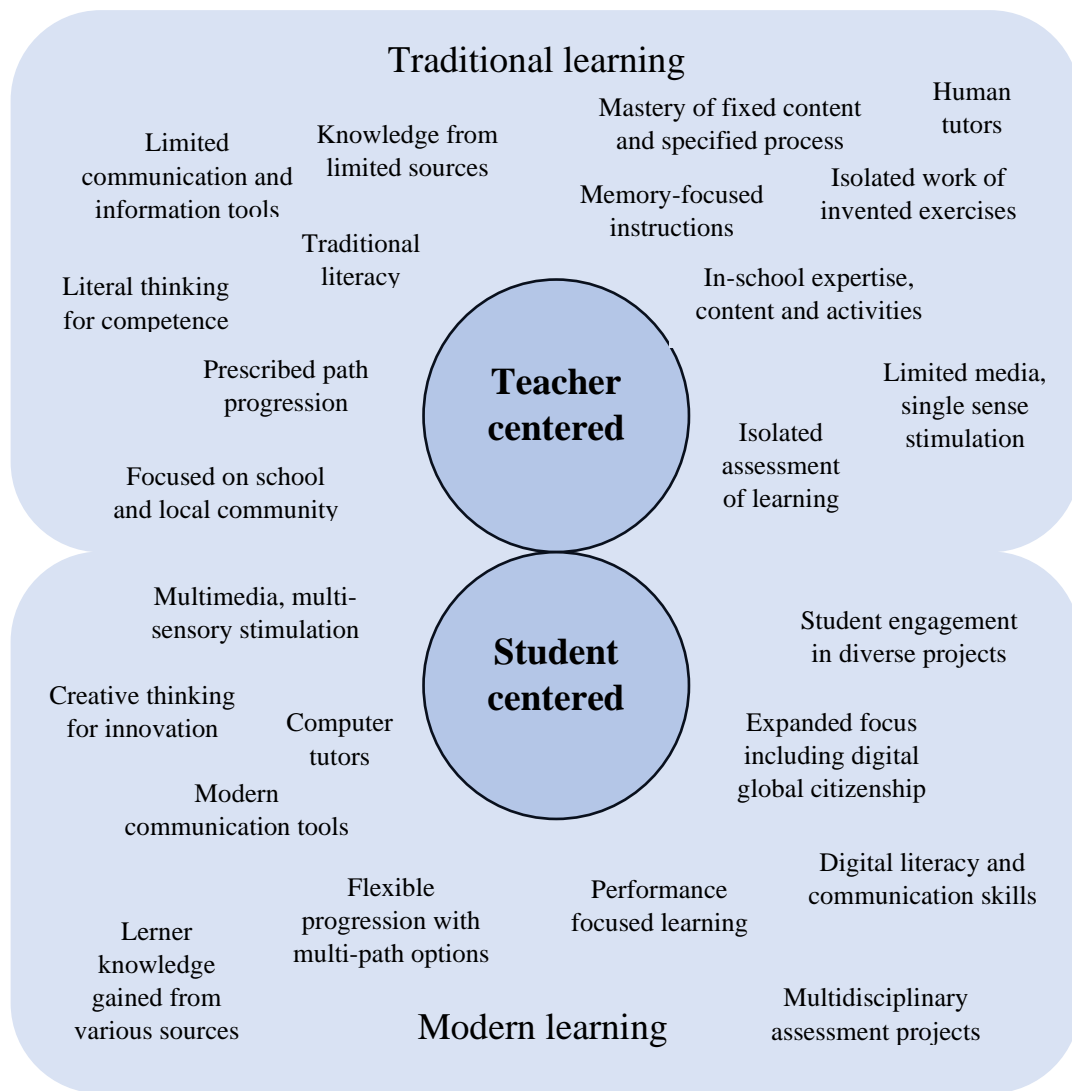 Traditional learning
Limited
communication and
information tools
Knowledge from
limited sources
Mastery of fixed content
and specified process
Human
tutors
Memory-focused
instructions
Isolated work of
invented exercises
Traditional
literacy
Literal thinking
for competence
In-school expertise,
content and activities
Prescribed path
progression
Teacher
centered
Limited media,
single sense
stimulation
Isolated
assessment
of learning
Focused on school
and local community
Multimedia, multi-
sensory stimulation
Student
centered
Student engagement
in diverse projects
Creative thinking
for innovation
Computer
tutors
Expanded focus
including digital
global citizenship
Modern
communication tools
Digital literacy and
communication skills
Flexible
progression with
multi-path options
Performance
focused learning
Lerner
knowledge
gained from
various sources
Multidisciplinary
assessment projects
Modern learning